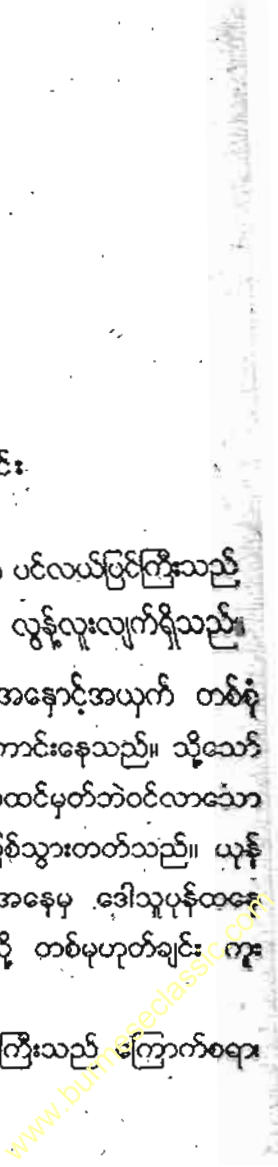 ပင်လယ်ပြင်ကြီးသည်
လွန့်လူးလျက်ရှိသည်။
အနှောင့်အယှက် တစ်စုံ
ကောင်းနေသည်။ သို့သော်
ထင်မှတ်ဘဲဝင်လာသော
ဖြစ်သွားတတ်သည်။ ယုန်
အနေမှ ဒေါသူပုန်ထနေ
တစ်မုဟုတ်ချင်း ကူး
ကြီးသည် ကြောက်စရာ
www.burmeseclassic.com